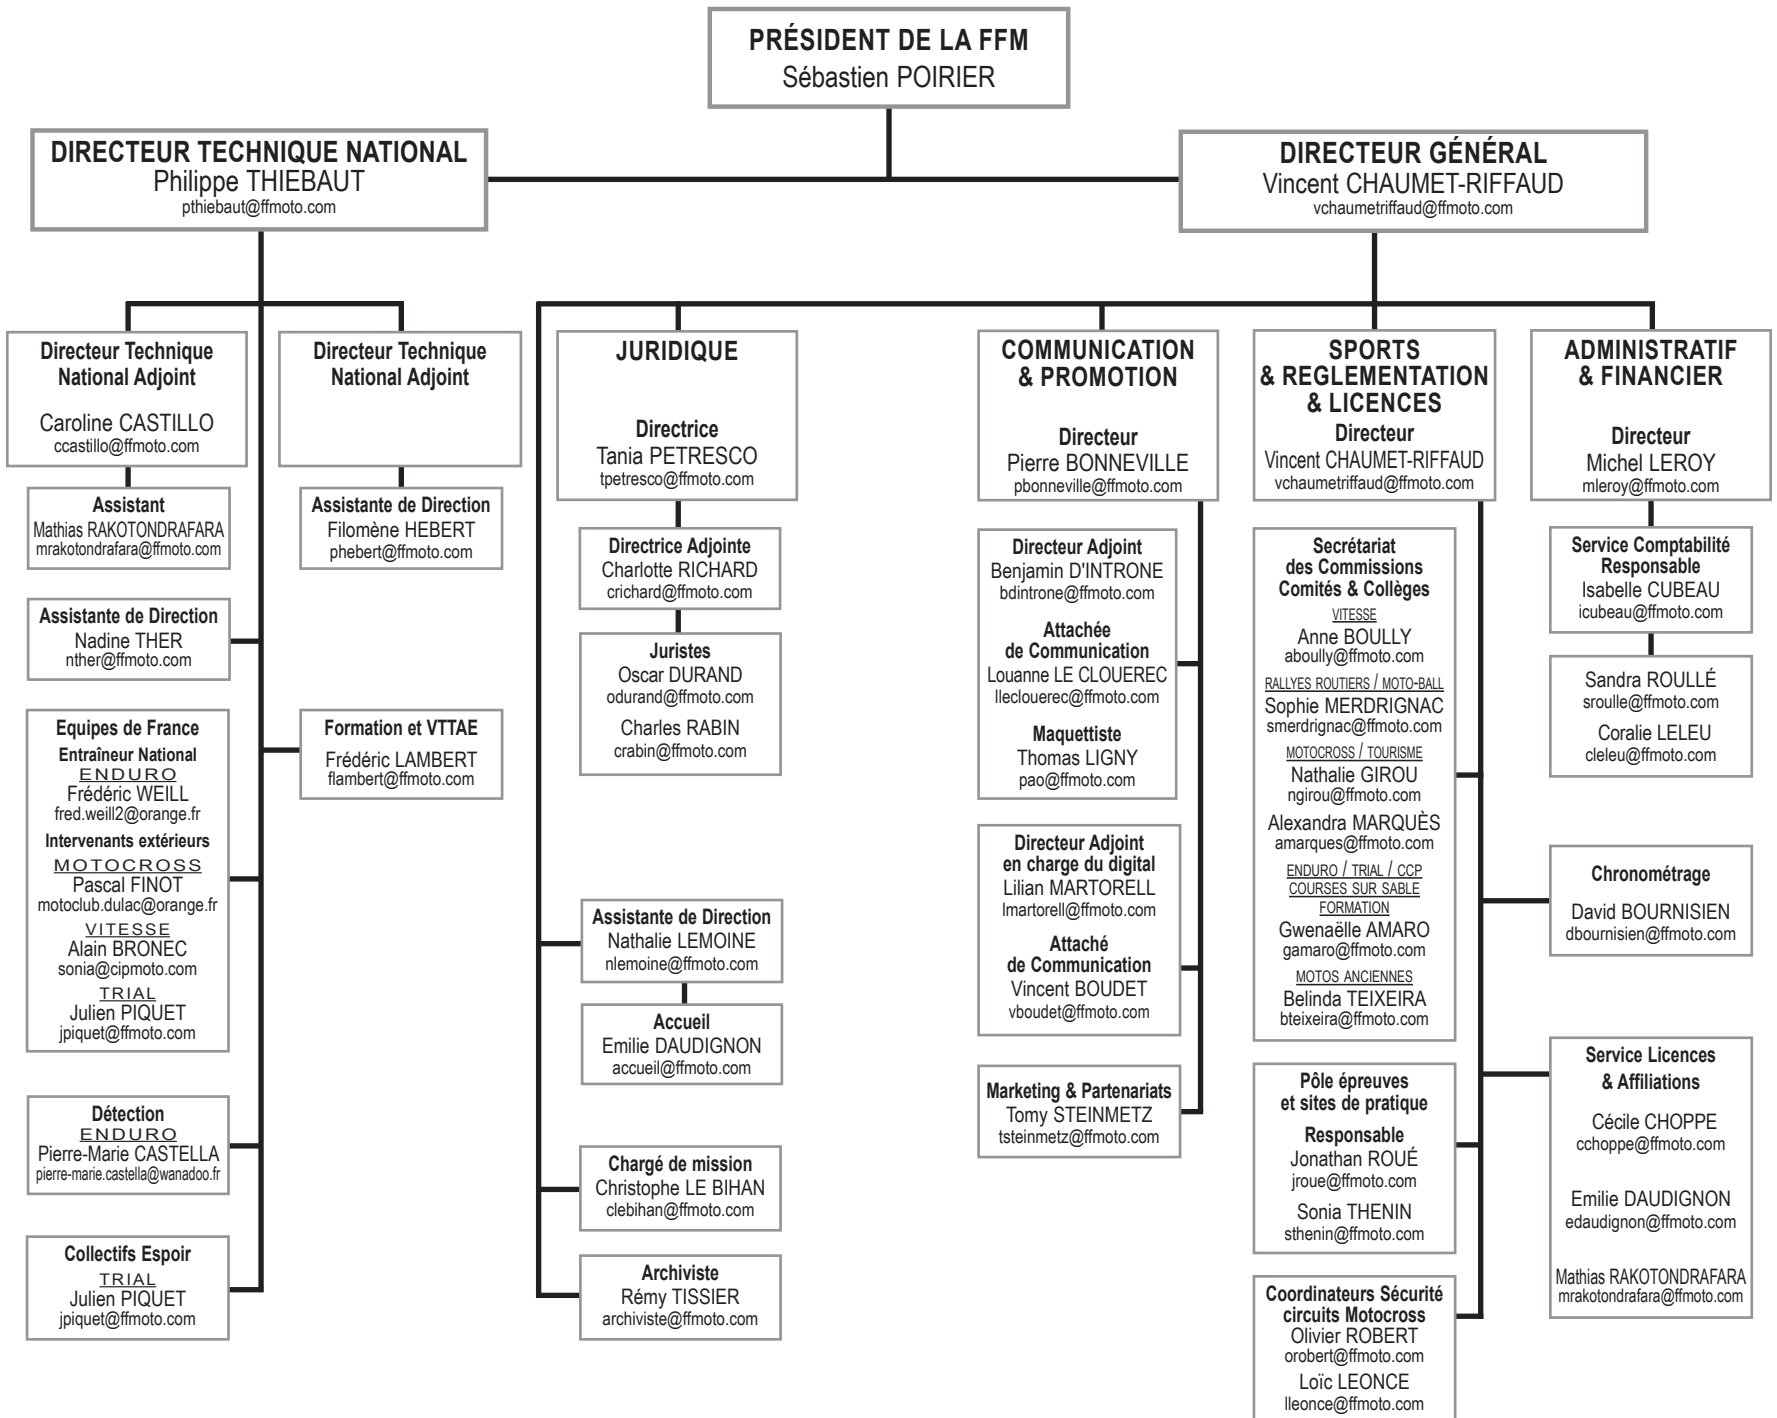 PRÉSIDENT DE LA FFM
Sébastien POIRIER
DIRECTEUR TECHNIQUE NATIONAL
Philippe THIEBAUT
pthiebaut@ffmoto.com
DIRECTEUR GÉNÉRAL
Vincent CHAUMET-RIFFAUD
vchaumetriffaud@ffmoto.com
Directeur Technique
National Adjoint
Caroline CASTILLO
ccastillo@ffmoto.com
Assistant
Mathias RAKOTONDRAFARA
mrakotondrafara@ffmoto.com
Directeur Technique
National Adjoint
Assistante de Direction
Filomène HEBERT
phebert@ffmoto.com
Assistante de Direction
Nadine THER
nther@ffmoto.com
Equipes de France
Entraîneur National
ENDURO
Frédéric WEILL
fred.weill2@orange.fr
Intervenants extérieurs
MOTOCROSS
Pascal FINOT
motoclub.dulac@orange.fr
VITESSE
Alain BRONEC
sonia@cipmoto.com
TRIAL
Julien PIQUET
jpiquet@ffmoto.com
Formation et VTTAE
Frédéric LAMBERT
flambert@ffmoto.com
Détection
ENDURO
Pierre-Marie CASTELLA
pierre-marie.castella@wanadoo.fr
Collectifs Espoir
TRIAL
Julien PIQUET
jpiquet@ffmoto.com
JURIDIQUE
Directrice
Tania PETRESCO
tpetresco@ffmoto.com
Directrice Adjointe
Charlotte RICHARD
crichard@ffmoto.com
Juristes
Oscar DURAND
odurand@ffmoto.com
Charles RABIN
crabin@ffmoto.com
Assistante de Direction
Nathalie LEMOINE
nlemoine@ffmoto.com
Accueil
Emilie DAUDIGNON
accueil@ffmoto.com
Chargé de mission
Christophe LE BIHAN
clebihan@ffmoto.com
Archiviste
Rémy TISSIER
archiviste@ffmoto.com
COMMUNICATION
& PROMOTION
Directeur
Pierre BONNEVILLE
pbonneville@ffmoto.com
Directeur Adjoint
Benjamin D'INTRONE
bdintrone@ffmoto.com
Attachée
de Communication
Louanne LE CLOUEREC
lleclouerec@ffmoto.com
Maquettiste
Thomas LIGNY
pao@ffmoto.com
Directeur Adjoint
en charge du digital
Lilian MARTORELL
lmartorell@ffmoto.com
Attaché
de Communication
Vincent BOUDET
vboudet@ffmoto.com
Marketing & Partenariats
Tomy STEINMETZ
tsteinmetz@ffmoto.com
SPORTS
& REGLEMENTATION
& LICENCES
Directeur
Vincent CHAUMET-RIFFAUD
vchaumetriffaud@ffmoto.com
Secrétariat
des Commissions
Comités & Collèges
VITESSE
Anne BOULLY
aboully@ffmoto.com
RALLYES ROUTIERS / MOTO-BALL
Sophie MERDRIGNAC
smerdrignac@ffmoto.com
MOTOCROSS / TOURISME
Nathalie GIROU
ngirou@ffmoto.com
Alexandra MARQUÈS
amarques@ffmoto.com
ENDURO / TRIAL / CCP
COURSES SUR SABLE
FORMATION
Gwenaëlle AMARO
gamaro@ffmoto.com
MOTOS ANCIENNES
Belinda TEIXEIRA
bteixeira@ffmoto.com
Pôle épreuves
et sites de pratique
Responsable
Jonathan ROUÉ
jroue@ffmoto.com
Sonia THENIN
sthenin@ffmoto.com
Coordinateurs Sécurité
circuits Motocross
Olivier ROBERT
orobert@ffmoto.com
Loïc LEONCE
lleonce@ffmoto.com
ADMINISTRATIF
& FINANCIER
Directeur
Michel LEROY
mleroy@ffmoto.com
Service Comptabilité
Responsable
Isabelle CUBEAU
icubeau@ffmoto.com
Sandra ROULLÉ
sroulle@ffmoto.com
Coralie LELEU
cleleu@ffmoto.com
Chronométrage
David BOURNISIEN
dbournisien@ffmoto.com
Service Licences
& Affiliations
Cécile CHOPPE
cchoppe@ffmoto.com
Emilie DAUDIGNON
edaudignon@ffmoto.com
Mathias RAKOTONDRAFARA
mrakotondrafara@ffmoto.com